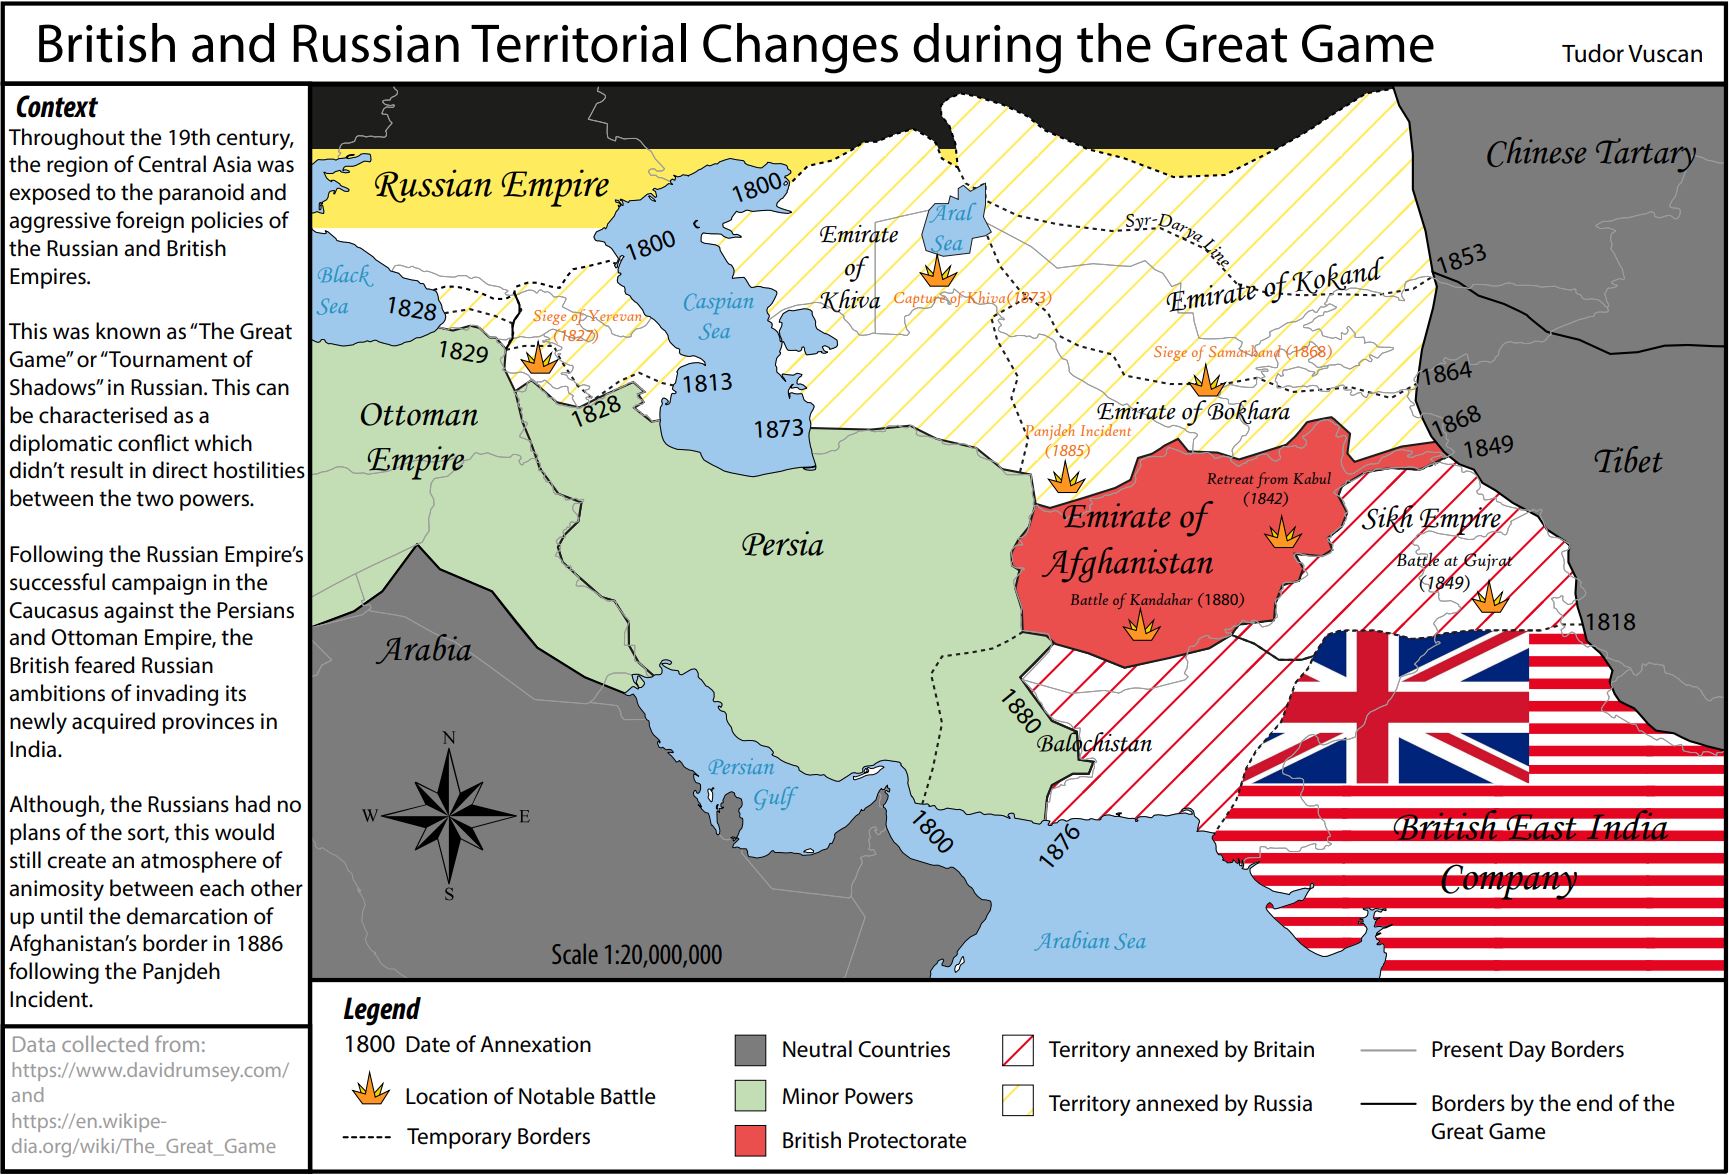 British and Russian Territorial Changes during the Great Game
Tudor Vuscan
Context
Throughout the 19th century,
the region of Central Asia was
exposed to the paranoid and
aggressive foreign policies of
the Russian and British
Empires.
This was known as “The Great
Game” or “Tournament of
Shadows” in Russian. This can
be characterised as a
diplomatic conflict which
didn’t result in direct hostilities
between the two powers.
Following the Russian Empire’s
successful campaign in the
Caucasus against the Persians
and Ottoman Empire, the
British feared Russian
ambitions of invading its
newly acquired provinces in
India.
Although, the Russians had no
plans of the sort, this would
still create an atmosphere of
animosity between each other
up until the demarcation of
Afghanistan’s border in 1886
following the Panjdeh
Incident.
Data collected from:
https://www.davidrumsey.com/
and
https://en.wikipe-
dia.org/wiki/The_Great_Game
Russian Empire
Chinese Tartary
1800
1800
Aral
Sea
Syr-Darya Line
Emirate
of
Khiva
Capture of Khiva(1873)
Emirate of Kokand
1853
Black
Sea
1828
Caspian
Sea
Siege of Yerevan
(1827)
1829
1813
1828
1873
Siege of Samarhand (1868)
1864
Emirate of Bokhara
1868
1849
Panjdeh Incident
(1885)
Ottoman
Empire
Tibet
Retreat from Kabul
(1842)
Persia
Emirate of
Afghanistan
Battle of Kandahar (1880)
Sikh Empire
Battle at Gujrat
(1849)
1818
Arabia
1880
Balochistan
Persian
Gulf
N
W
E
S
1800
1876
British East India
Company
Arabian Sea
Scale 1:20,000,000
Legend
1800 Date of Annexation
Location of Notable Battle
Temporary Borders
Neutral Countries
Minor Powers
British Protectorate
Territory annexed by Britain
Territory annexed by Russia
Present Day Borders
Borders by the end of the
Great Game